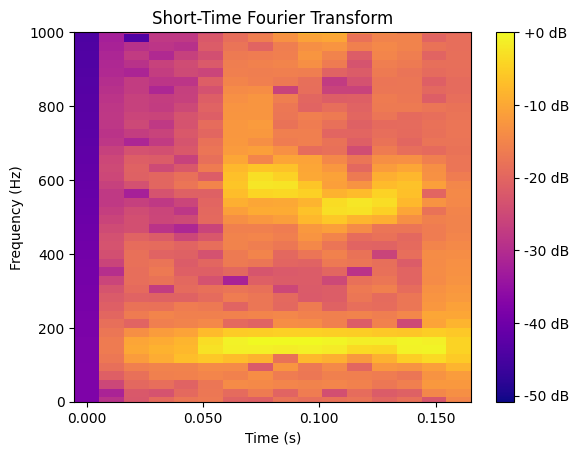 Short-Time Fourier Transform
1000
800
600
400
200
0
Frequency (Hz)
0.000
0.050
0.100
0.150
Time (s)
+0 dB
-10 dB
-20 dB
-30 dB
-40 dB
-50 dB